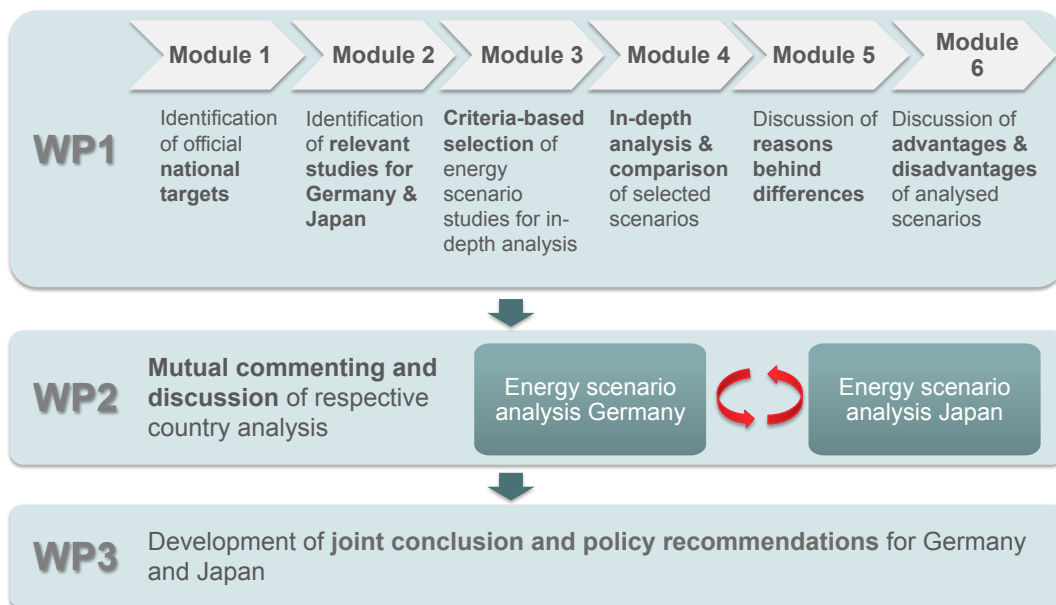 Module 1
Module 2
Module 3
Module 4
Module 5
Module
6
WP1
Identification
of official
national
targets
Identification
of relevant
studies for
Germany &
Japan
Criteria-based
selection of
energy
scenario
studies for in-
depth analysis
In-depth
analysis &
comparison
of selected
scenarios
Discussion of
reasons
behind
differences
Discussion of
advantages &
disadvantages
of analysed
scenarios
WP2
Mutual commenting and
discussion of respective
country analysis
Energy scenario
analysis Germany
Energy scenario
analysis Japan
WP3
Development of joint conclusion and policy recommendations for Germany
and Japan